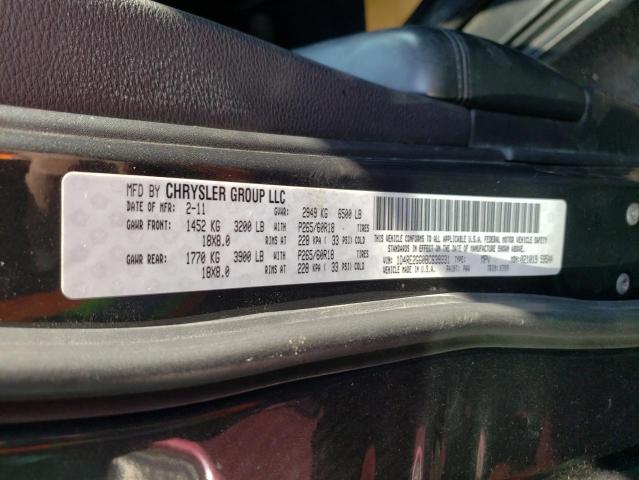 MFD BY CHRYSLER GROUP LLC
DATE OF MFR: 2-11 GVWR: 2949 KG 6500 LB
GAWR FRONT: 1452 KG 3200 LB WITH P265/60R18 TIRES
18X8.0 RIMS AT 228 KPA ( 33 PSI) COLD
GAWR REAR: 1770 KG 3900 LB WITH P265/60R18 TIRES
18X8.0 RIMS AT 228 KPA ( 33 PSI) COLD
THIS VEHICLE CONFORMS TO ALL APPLICABLE U.S.A. FEDERAL MOTOR VEHICLE SAFETY
STANDARDS IN EFFECT ON THE DATE OF MANUFACTURE SHOWN ABOVE.
VIN: TYPE: MPV MDH:
VEHICLE MADE IN U.S.A. PAINT: TRIM: